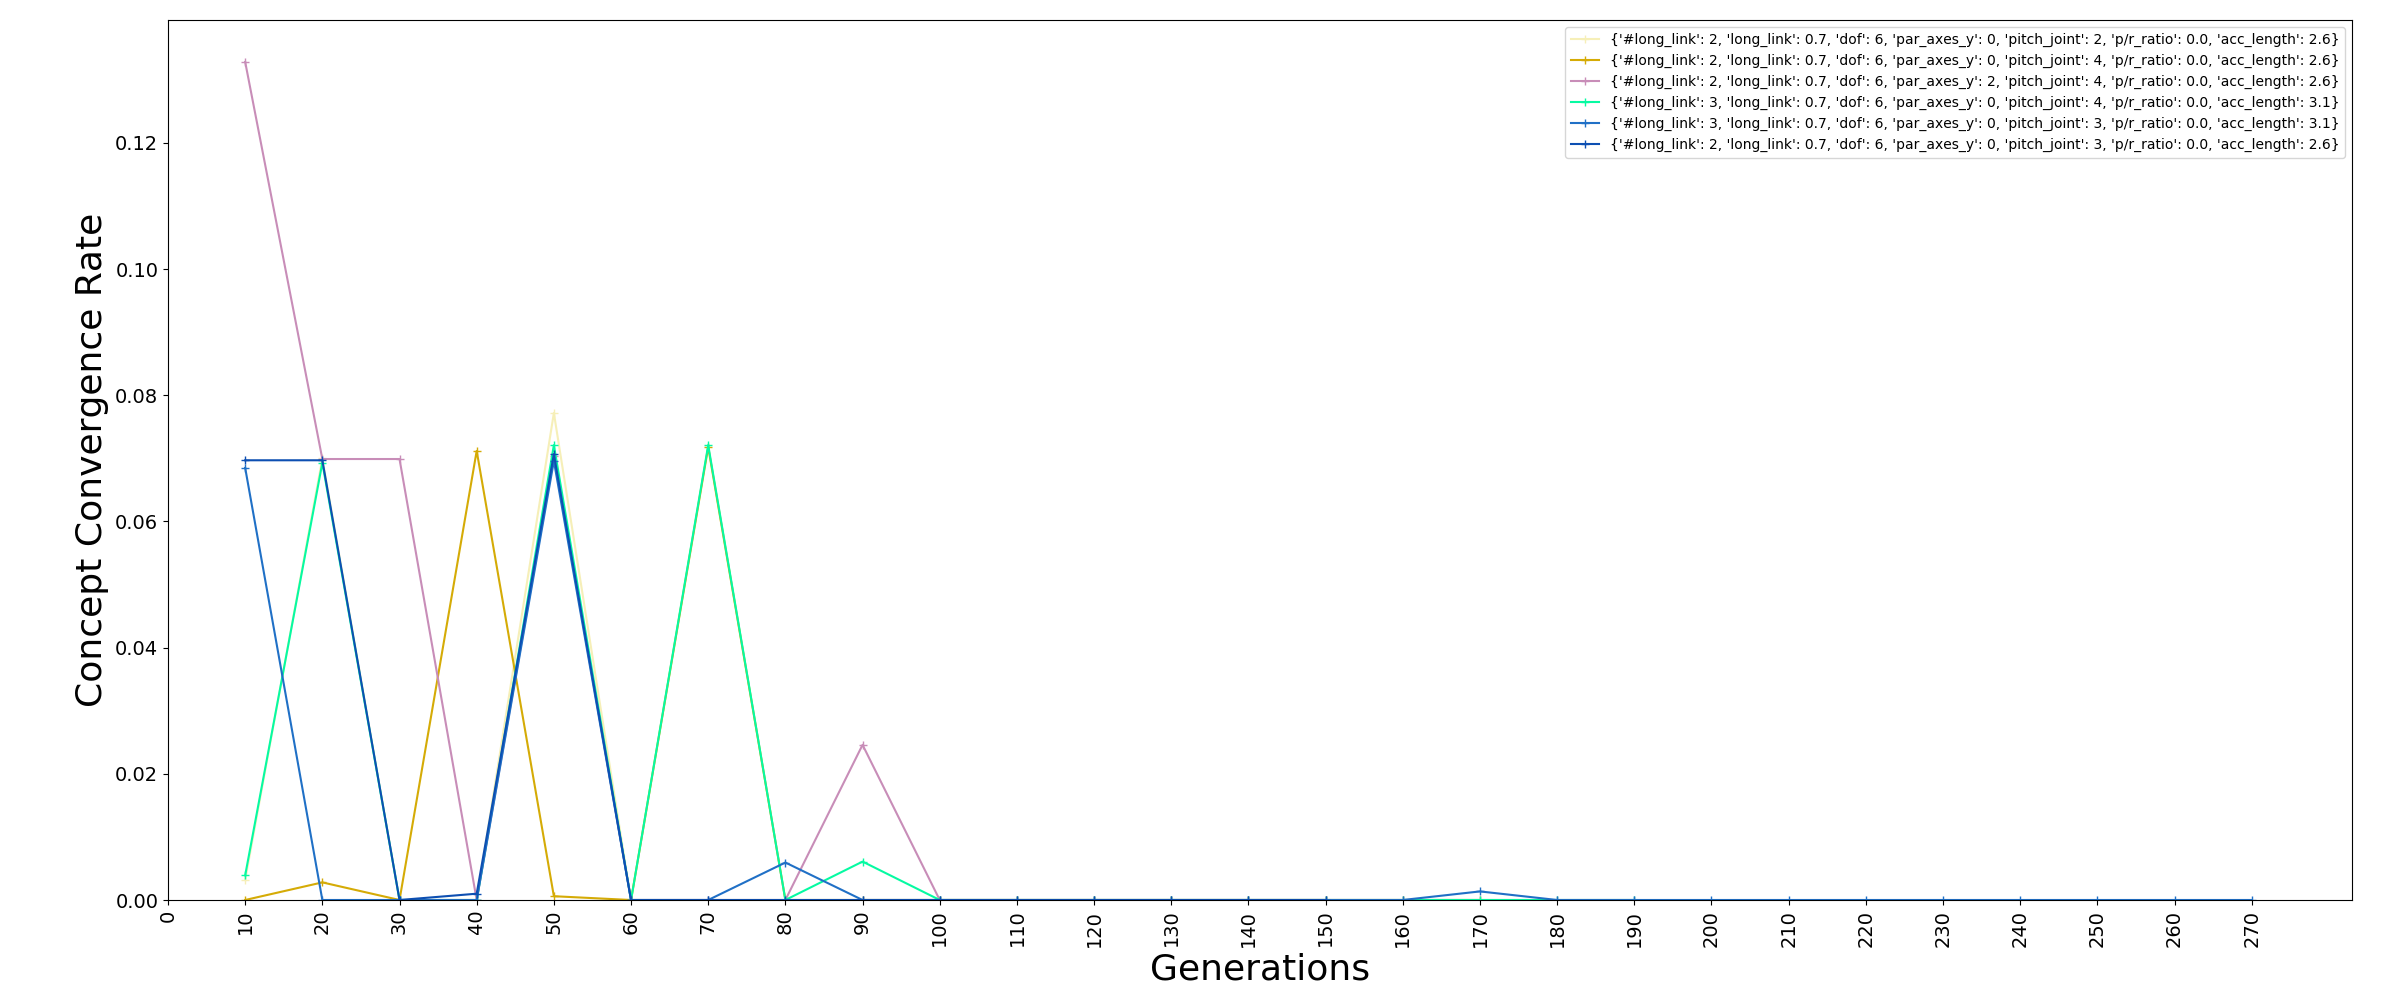 {'#long_link': 2, 'long_link': 0.7, 'dof': 6, 'par_axes_y': 0, 'pitch_joint': 2, 'p/r_ratio': 0.0, 'acc_length': 2.6}
{'#long_link': 2, 'long_link': 0.7, 'dof': 6, 'par_axes_y': 0, 'pitch_joint': 4, 'p/r_ratio': 0.0, 'acc_length': 2.6}
{'#long_link': 2, 'long_link': 0.7, 'dof': 6, 'par_axes_y': 2, 'pitch_joint': 4, 'p/r_ratio': 0.0, 'acc_length': 2.6}
{'#long_link': 3, 'long_link': 0.7, 'dof': 6, 'par_axes_y': 0, 'pitch_joint': 4, 'p/r_ratio': 0.0, 'acc_length': 3.1}
{'#long_link': 3, 'long_link': 0.7, 'dof': 6, 'par_axes_y': 0, 'pitch_joint': 3, 'p/r_ratio': 0.0, 'acc_length': 3.1}
{'#long_link': 2, 'long_link': 0.7, 'dof': 6, 'par_axes_y': 0, 'pitch_joint': 3, 'p/r_ratio': 0.0, 'acc_length': 2.6}
Concept Convergence Rate
0.12
0.10
0.08
0.06
0.04
0.02
0.00
0 10 20 30 40 50 60 70 80 90 100 110 120 130 140 150 160 170 180 190 200 210 220 230 240 250 260 270
Generations